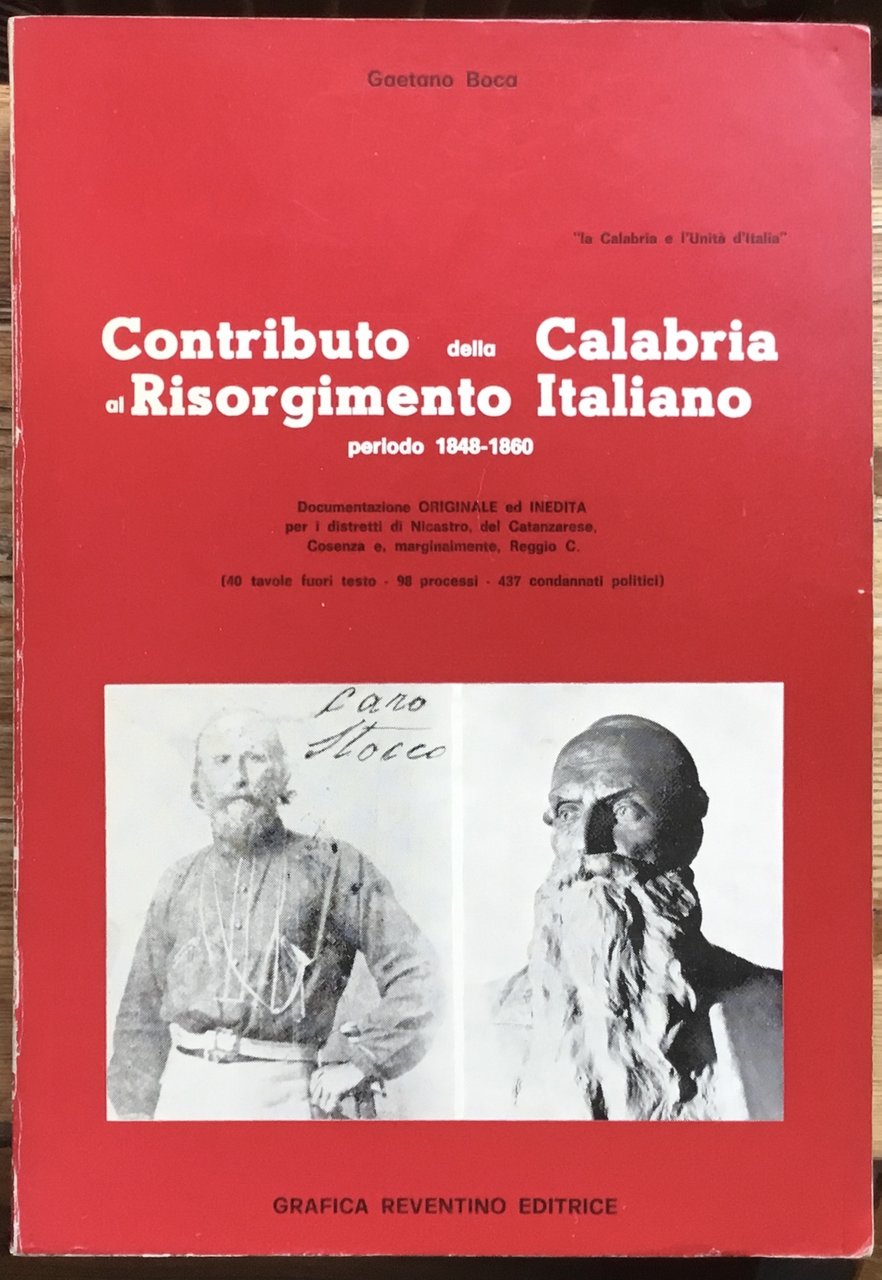 Gaetano Boca
"la Calabria e l'Unità d'Italia"
Contributo della Calabria
al Risorgimento Italiano
periodo 1848-1860
Documentazione ORIGINALE ed INEDITA
per i distretti di Nicastro, del Catanzarese,
Cosenza e, marginalmente, Reggio C.
(40 tavole fuori testo - 98 processi - 437 condannati politici)
Caro
Stocco
GRAFICA REVENTINO EDITRICE